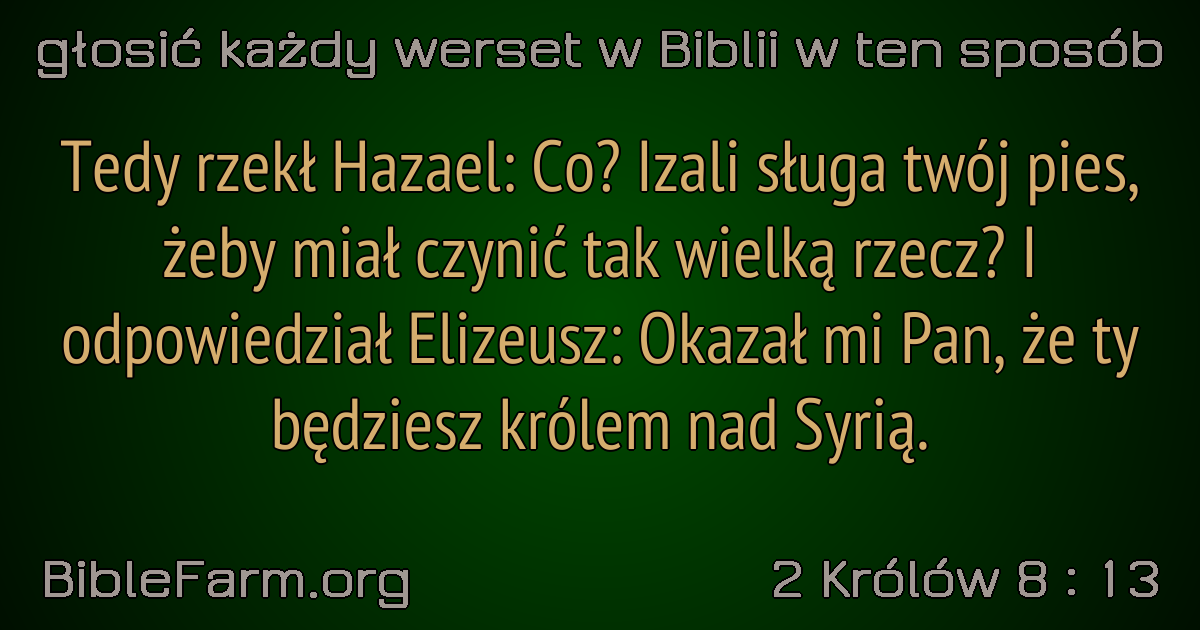 głosić każdy werset w Biblii w ten sposób
Tedy rzekł Hazael: Co? Izali sługa twój pies,
żeby miał czynić tak wielką rzecz? I
odpowiedział Elizeusz: Okazał mi Pan, że ty
będziesz królem nad Syrią.
BibleFarm.org
2 Królów 8 : 13